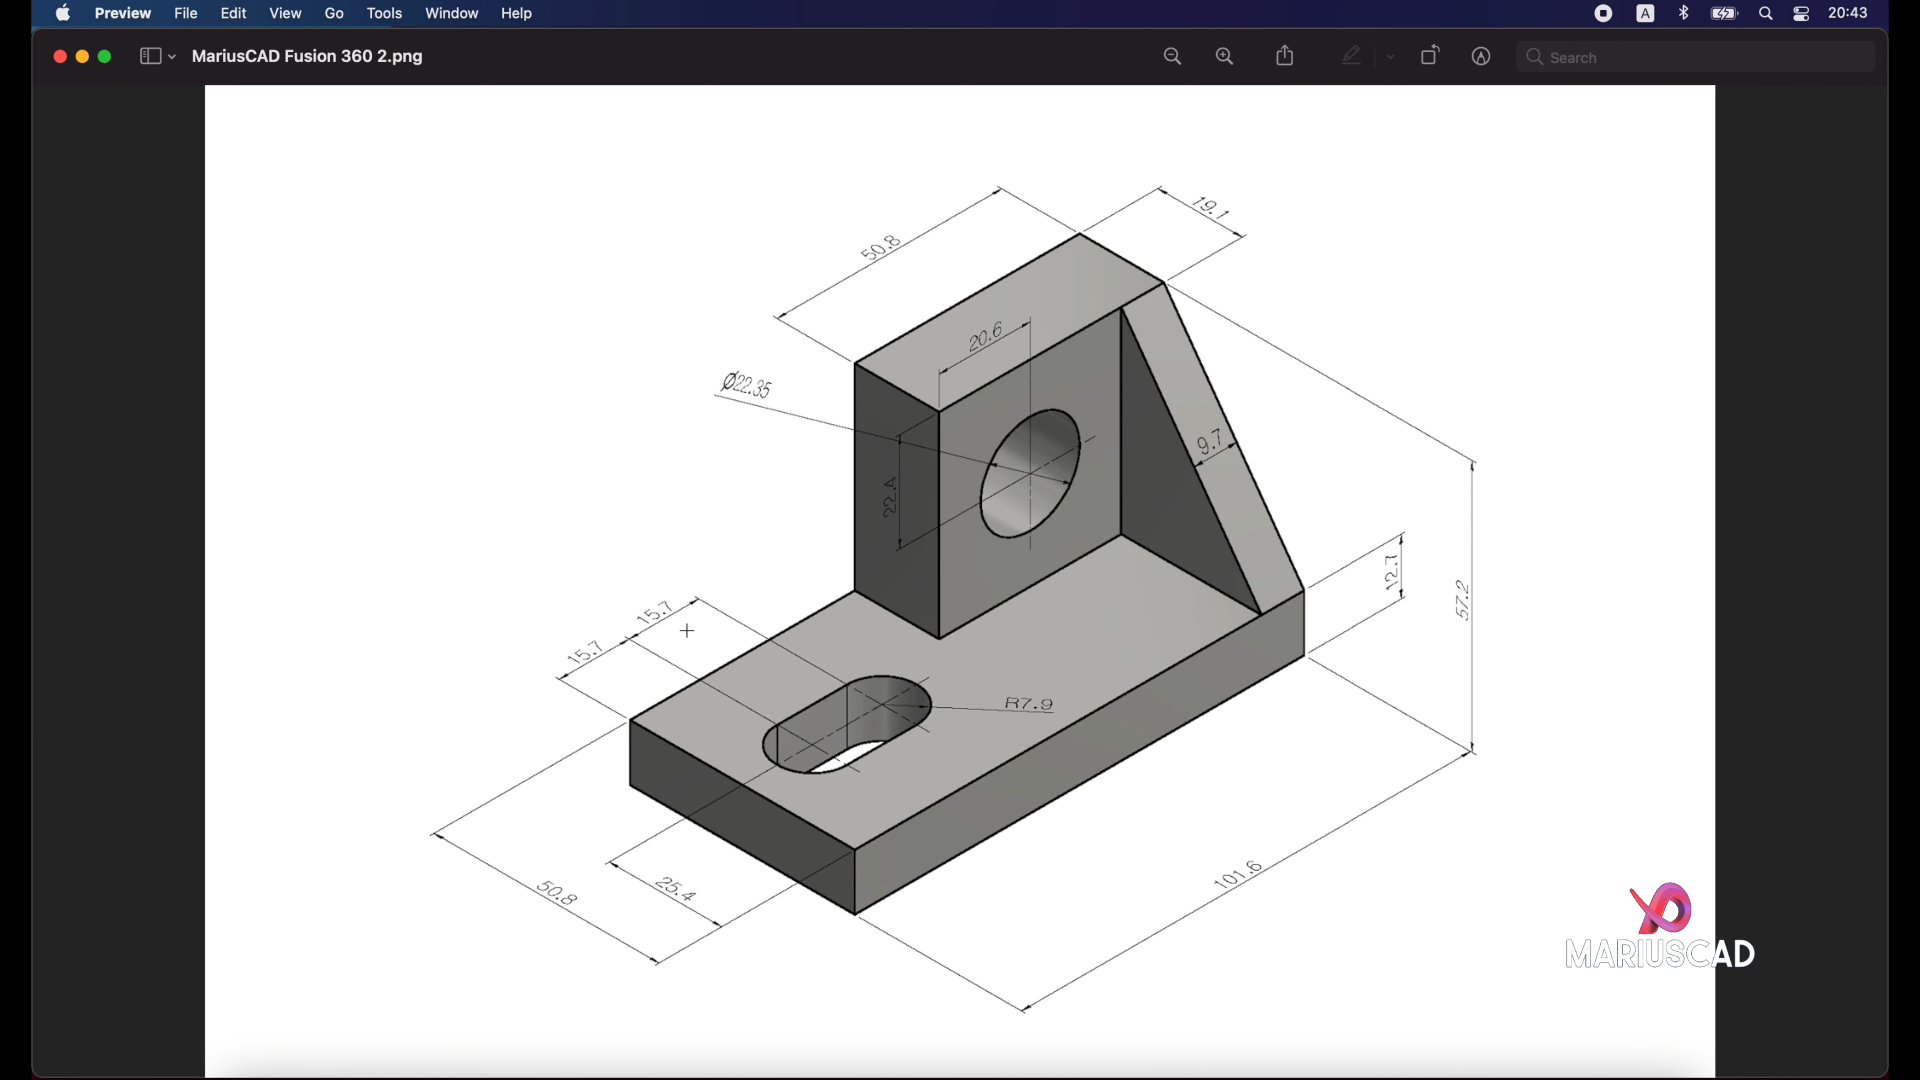 Preview File Edit View Go Tools Window Help
A 20:43
MariusCAD Fusion 360 2.png
Search
19.1
50.8
20.6
Ø22.35
9.7
22.4
12.7
57.2
15.7
15.7
R7.9
101.6
25.4
50.8
MARIUSCAD